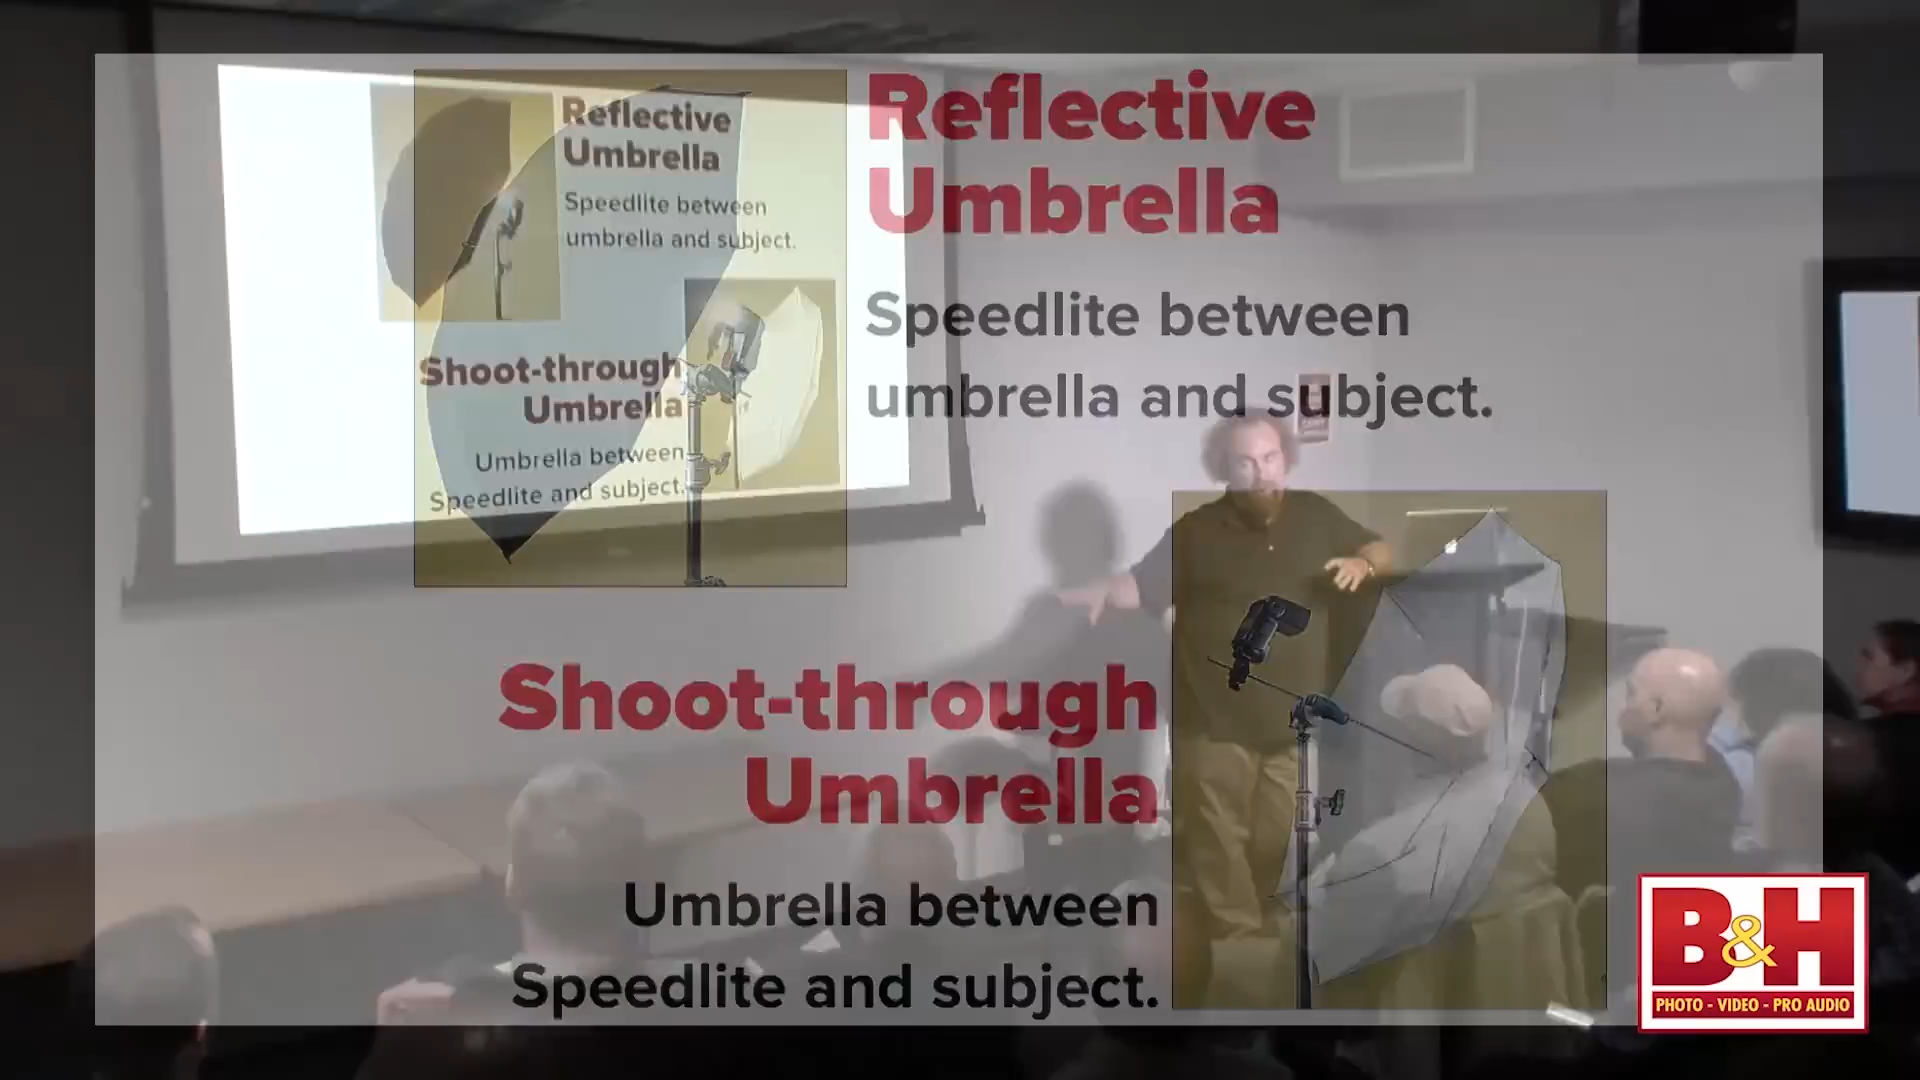 Reflective
Umbrella
Speedlite between
umbrella and subject.
Shoot-through
Umbrella
Umbrella between
Speedlite and subject.
Reflective
Umbrella
Speedlite between
umbrella and subject.
Shoot-through
Umbrella
Umbrella between
Speedlite and subject.
B&H
PHOTO - VIDEO - PRO AUDIO